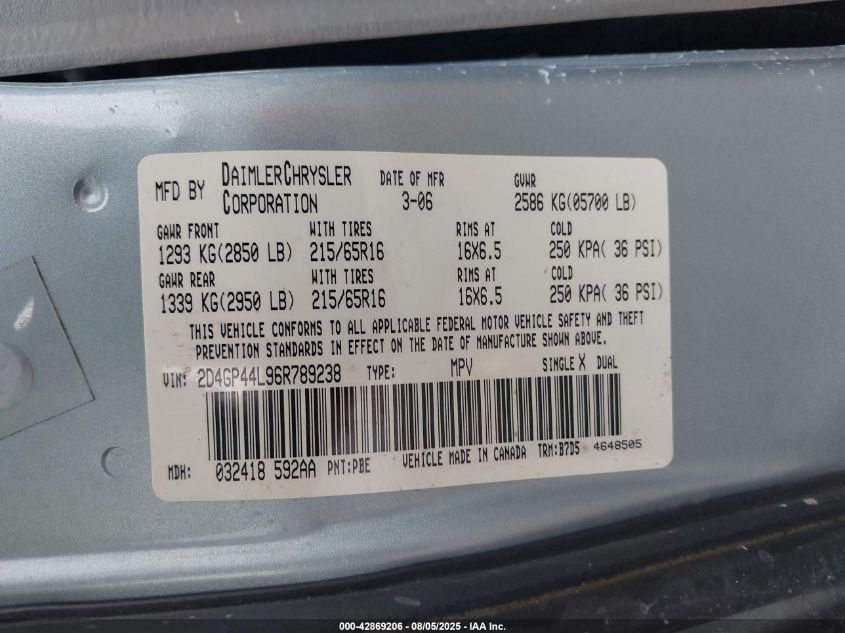 MFD BY DAIMLERCHRYSLER CORPORATION DATE OF MFR 3-06 GVWR 2586 KG(05700 LB)
GAWR FRONT WITH TIRES RIMS AT COLD
1293 KG(2850 LB) 215/65R16 16X6.5 250 KPA( 36 PSI)
GAWR REAR WITH TIRES RIMS AT COLD
1339 KG(2950 LB) 215/65R16 16X6.5 250 KPA( 36 PSI)
THIS VEHICLE CONFORMS TO ALL APPLICABLE FEDERAL MOTOR VEHICLE SAFETY AND THEFT
PREVENTION STANDARDS IN EFFECT ON THE DATE OF MANUFACTURE SHOWN ABOVE.
VIN: 2D4GP44L96R789238 TYPE: MPV SINGLE X DUAL
MDH: 032418 592AA PNT:PBE VEHICLE MADE IN CANADA TRM:B7D5 4648505
000-42869206 - 08/05/2025 - IAA Inc.